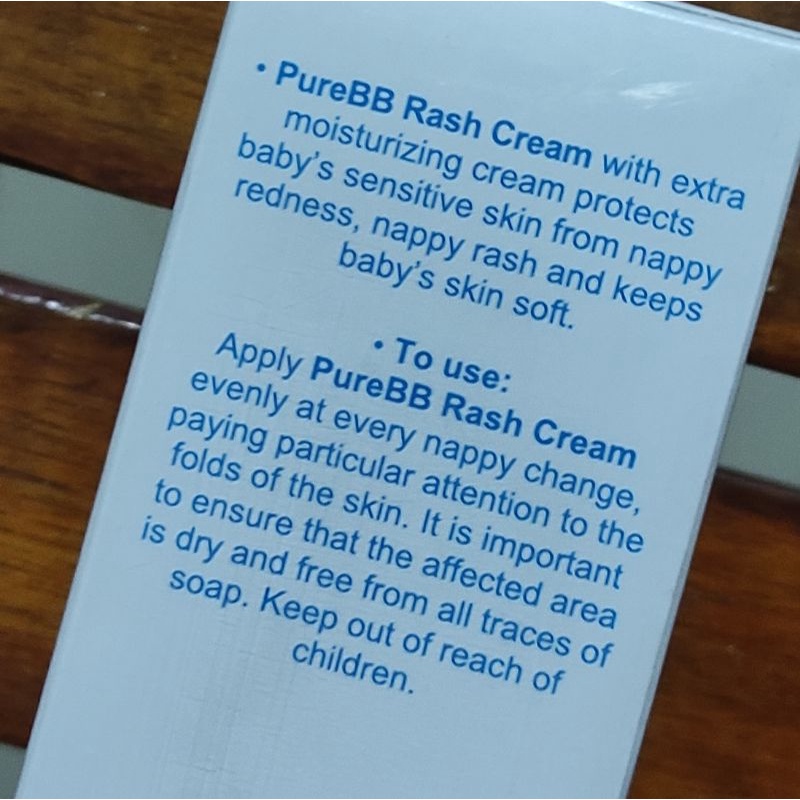 • PureBB Rash Cream with extra
moisturizing cream protects
baby's sensitive skin from nappy
redness, nappy rash and keeps
baby's skin soft.
• To use:
Apply PureBB Rash Cream
evenly at every nappy change,
paying particular attention to the
folds of the skin. It is important
to ensure that the affected area
is dry and free from all traces of
soap. Keep out of reach of
children.